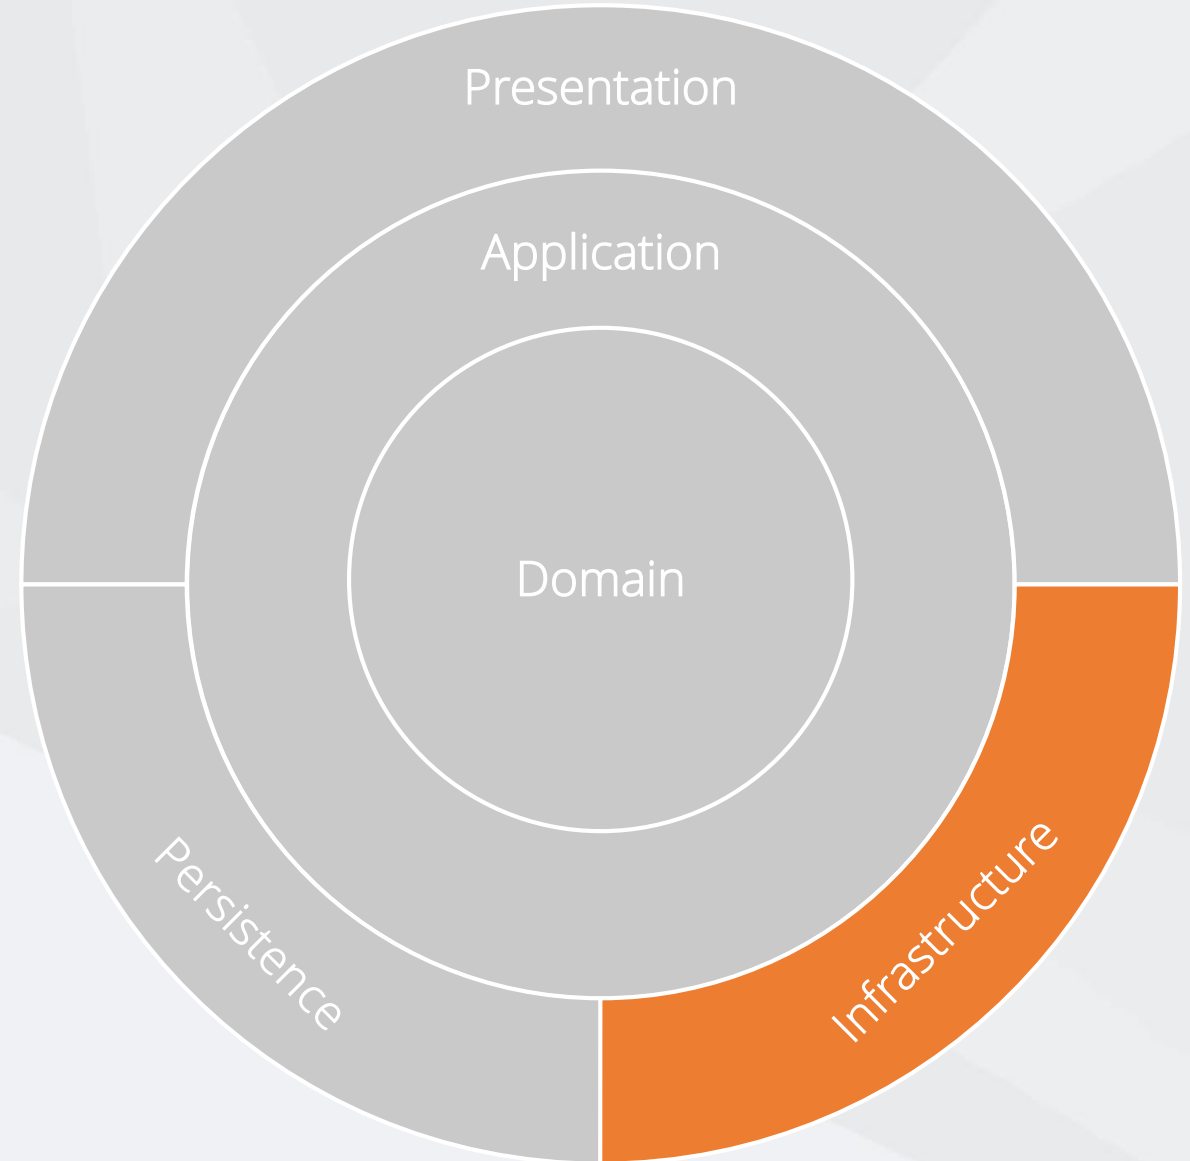 Presentation
Application
Domain
Persistence
Infrastructure